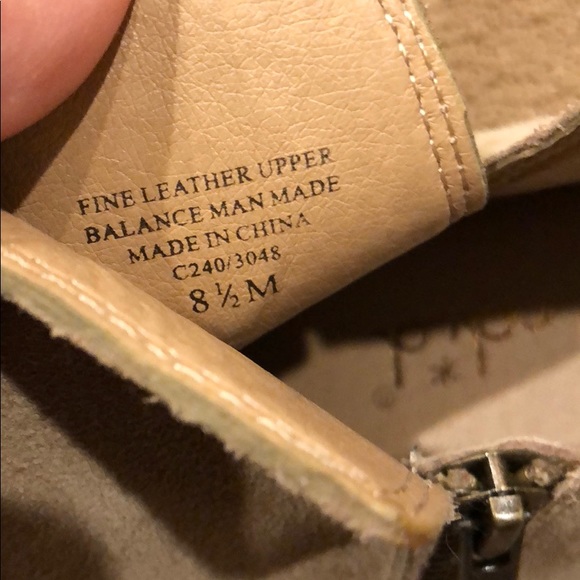 FINE LEATHER UPPER
BALANCE MAN MADE
MADE IN CHINA
C240/3048
8 ½ M